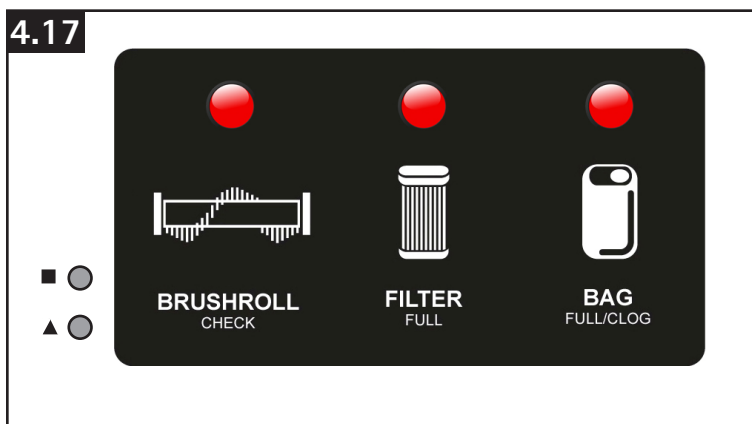 4.17
BRUSHROLL
CHECK
FILTER
FULL
BAG
FULL/CLOG